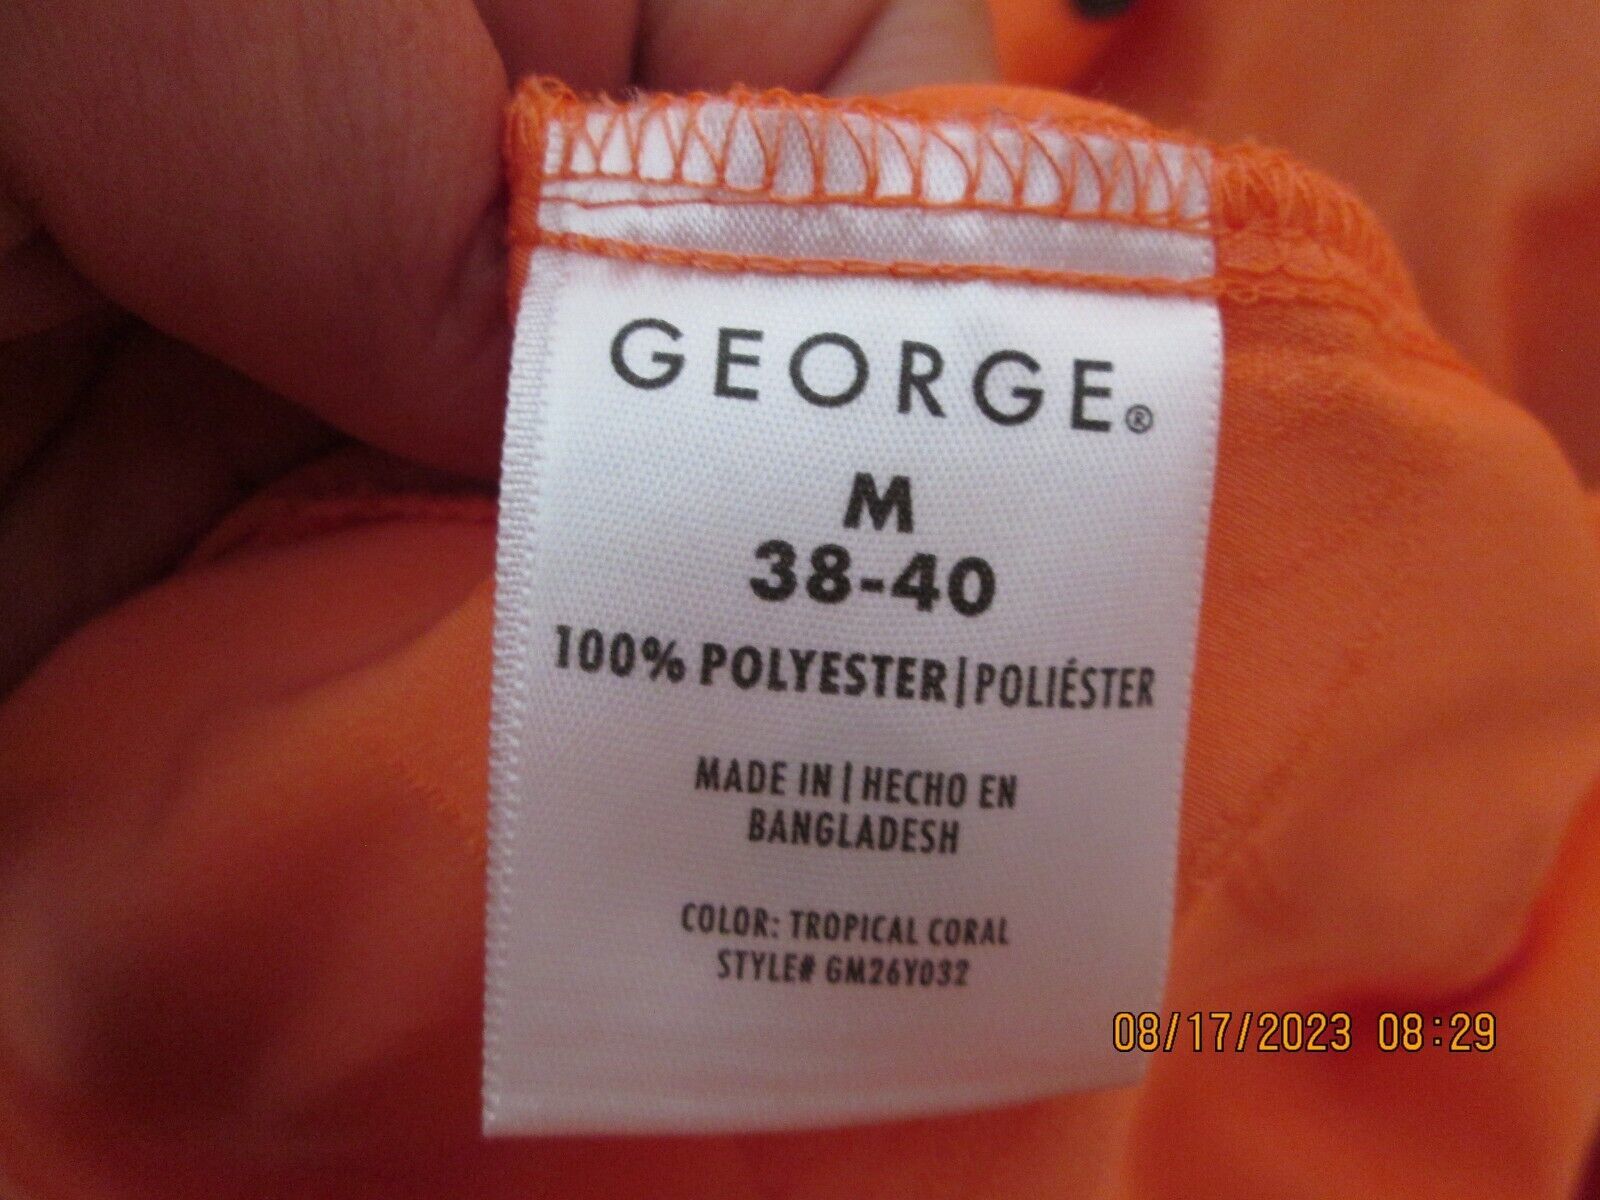 GEORGE®
M
38-40
100% POLYESTER|POLIÉSTER
MADE IN | HECHO EN
BANGLADESH
COLOR: TROPICAL CORAL
STYLE# GM26Y032
08/17/2023 08:29